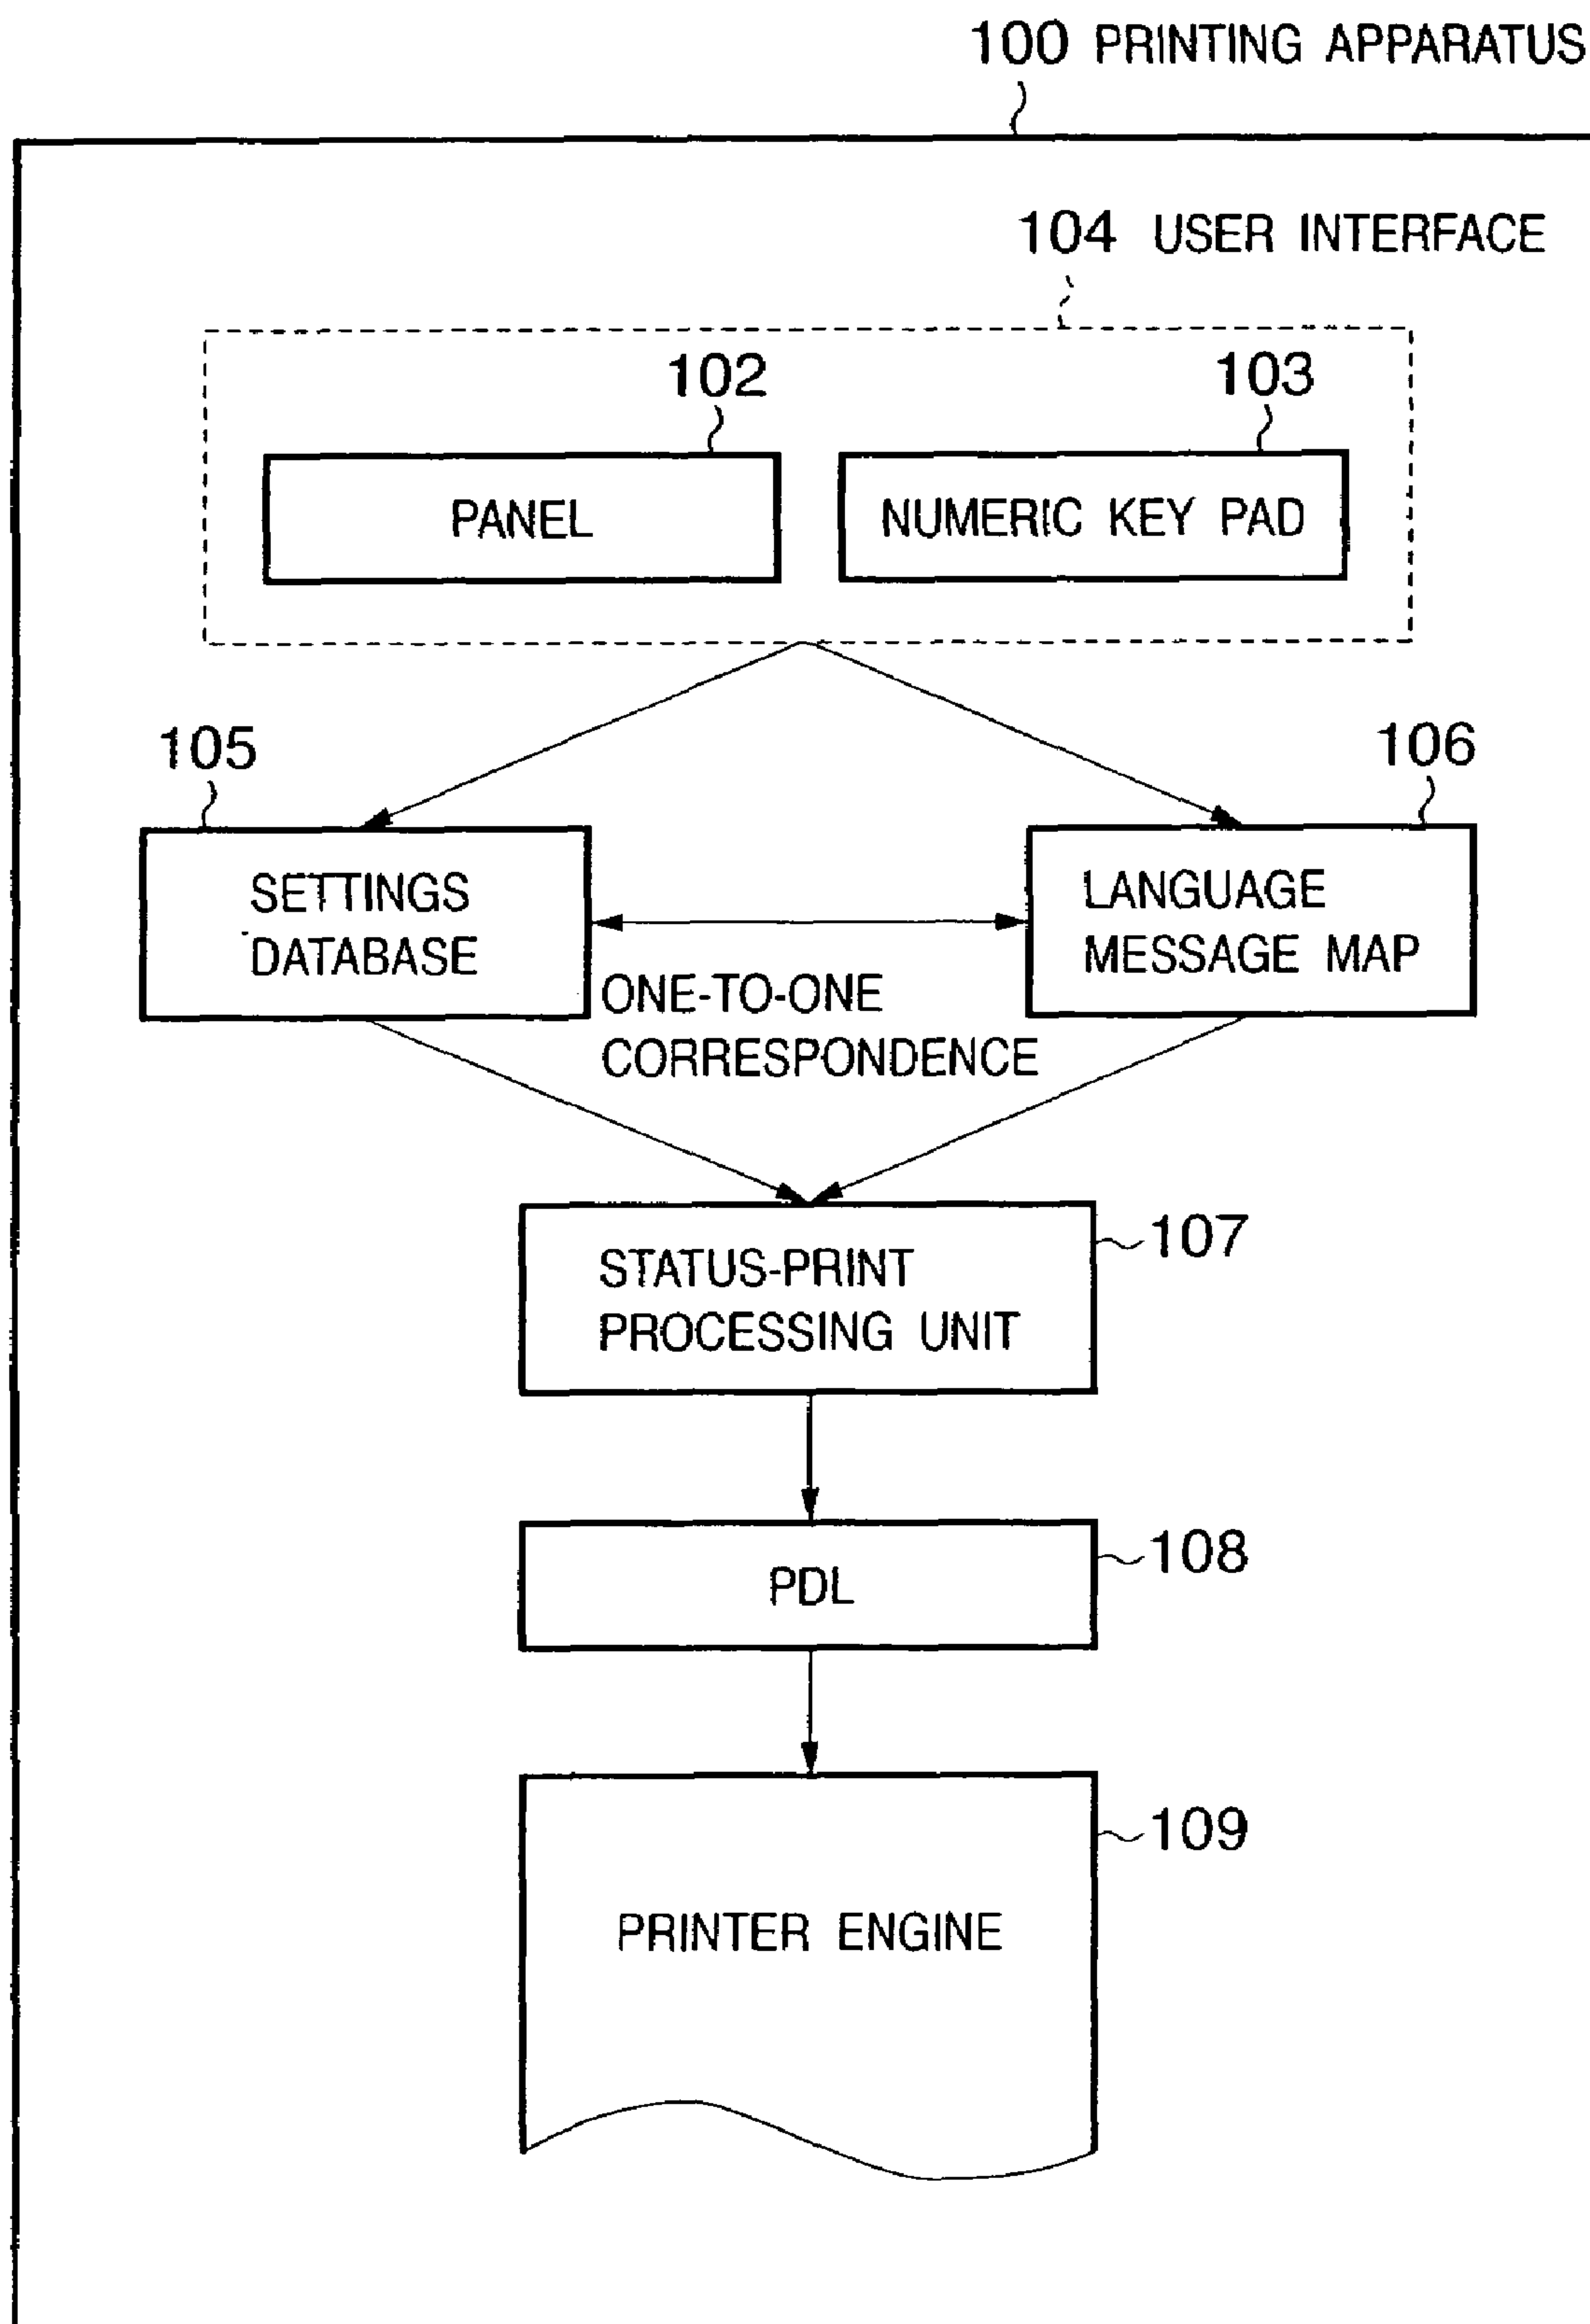 100 PRINTING APPARATUS
104 USER INTERFACE
102
103
PANEL
NUMERIC KEY PAD
105
106
SETTINGS
DATABASE
LANGUAGE
MESSAGE MAP
ONE-TO-ONE
CORRESPONDENCE
107
STATUS-PRINT
PROCESSING UNIT
108
PDL
109
PRINTER ENGINE